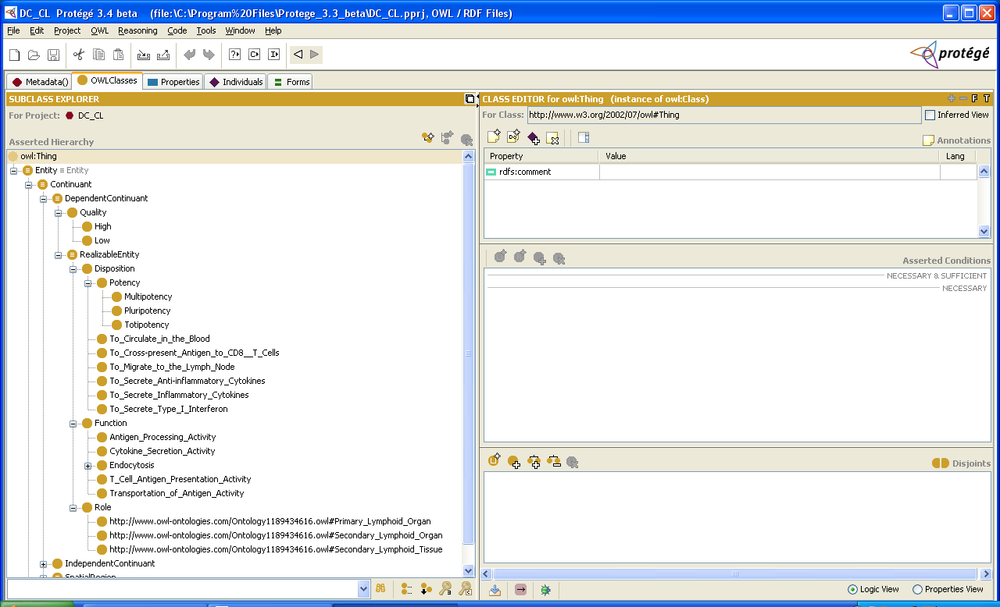 DC_CL Protégé 3.4 beta (file:\C:\Program%20Files\Protege_3.3_beta\DC_CL.pprj, OWL / RDF Files)
File Edit Project OWL Reasoning Code Tools Window Help
protégé
Metadata() OWLClasses Properties Individuals Forms
SUBCLASS EXPLORER
For Project: DC_CL
Asserted Hierarchy
owl:Thing
Entity ≡ Entity
Continuant
DependentContinuant
Quality
High
Low
RealizableEntity
Disposition
Potency
Multipotency
Pluripotency
Totipotency
To_Circulate_in_the_Blood
To_Cross-present_Antigen_to_CD8__T_Cells
To_Migrate_to_the_Lymph_Node
To_Secrete_Anti-inflammatory_Cytokines
To_Secrete_Inflammatory_Cytokines
To_Secrete_Type_I_Interferon
Function
Antigen_Processing_Activity
Cytokine_Secretion_Activity
Endocytosis
T_Cell_Antigen_Presentation_Activity
Transportation_of_Antigen_Activity
Role
http://www.owl-ontologies.com/Ontology1189434616.owl#Primary_Lymphoid_Organ
http://www.owl-ontologies.com/Ontology1189434616.owl#Secondary_Lymphoid_Organ
http://www.owl-ontologies.com/Ontology1189434616.owl#Secondary_Lymphoid_Tissue
IndependentContinuant
SpatialRegion
CLASS EDITOR for owl:Thing (instance of owl:Class)
F T
For Class: http://www.w3.org/2002/07/owl#Thing Inferred View
Annotations
Property Value Lang
rdfs:comment
Asserted Conditions
NECESSARY & SUFFICIENT
NECESSARY
Disjoints
Logic View Properties View